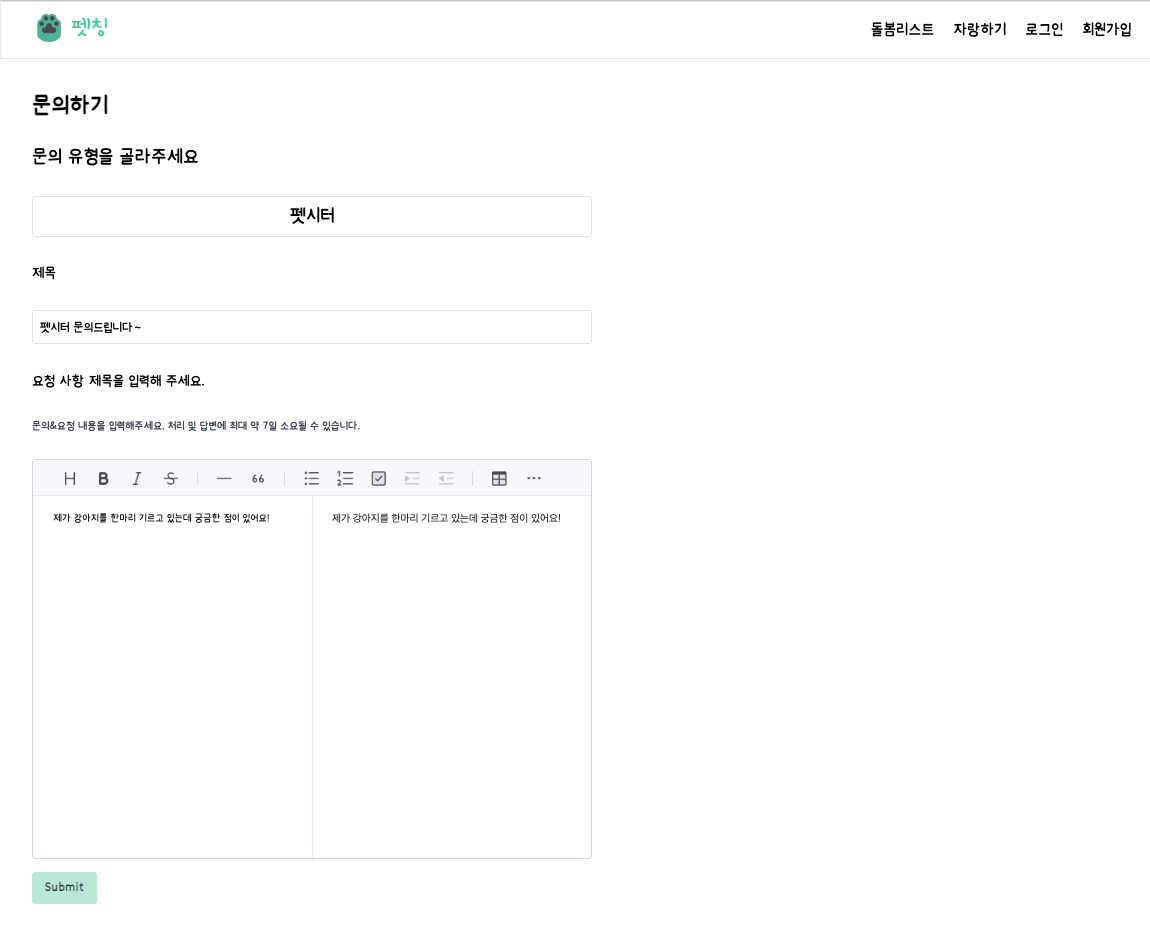 펫칭
돌봄리스트 자랑하기 로그인 회원가입
문의하기
문의 유형을 골라주세요
펫시터
제목
펫시터 문의드립니다 ~
요청 사항 제목을 입력해 주세요.
문의&요청 내용을 입력해주세요. 처리 및 답변에 최대 약 7일 소요될 수 있습니다.
H B I S 66
제가 강아지를 한마리 기르고 있는데 궁금한 점이 있어요!
제가 강아지를 한마리 기르고 있는데 궁금한 점이 있어요!
Submit